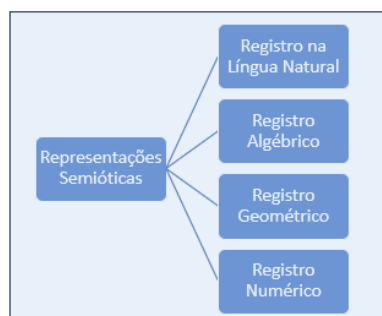 Registro na
Língua Natural
Registro
Algébrico
Representações
Semióticas
Registro
Geométrico
Registro
Numérico